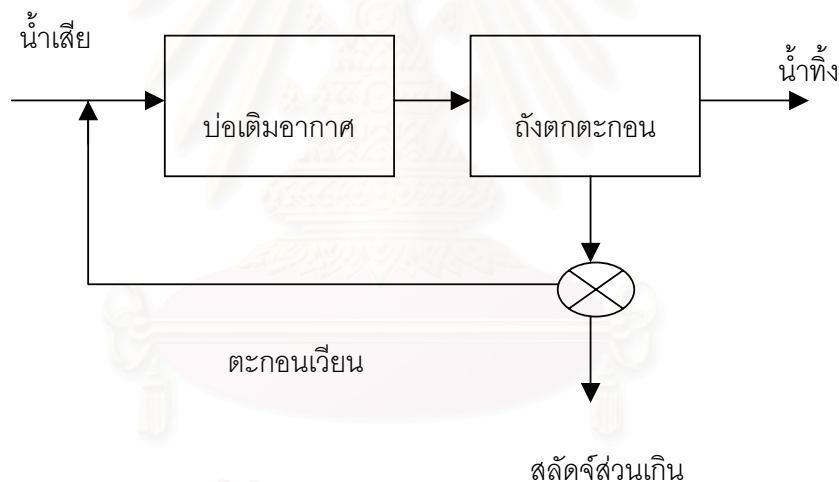 น้ำเสีย
น้ำทิ้ง
บ่อเติมอากาศ
ถังตกตะกอน
ตะกอนเวียน
สลัดจ์ส่วนเกิน